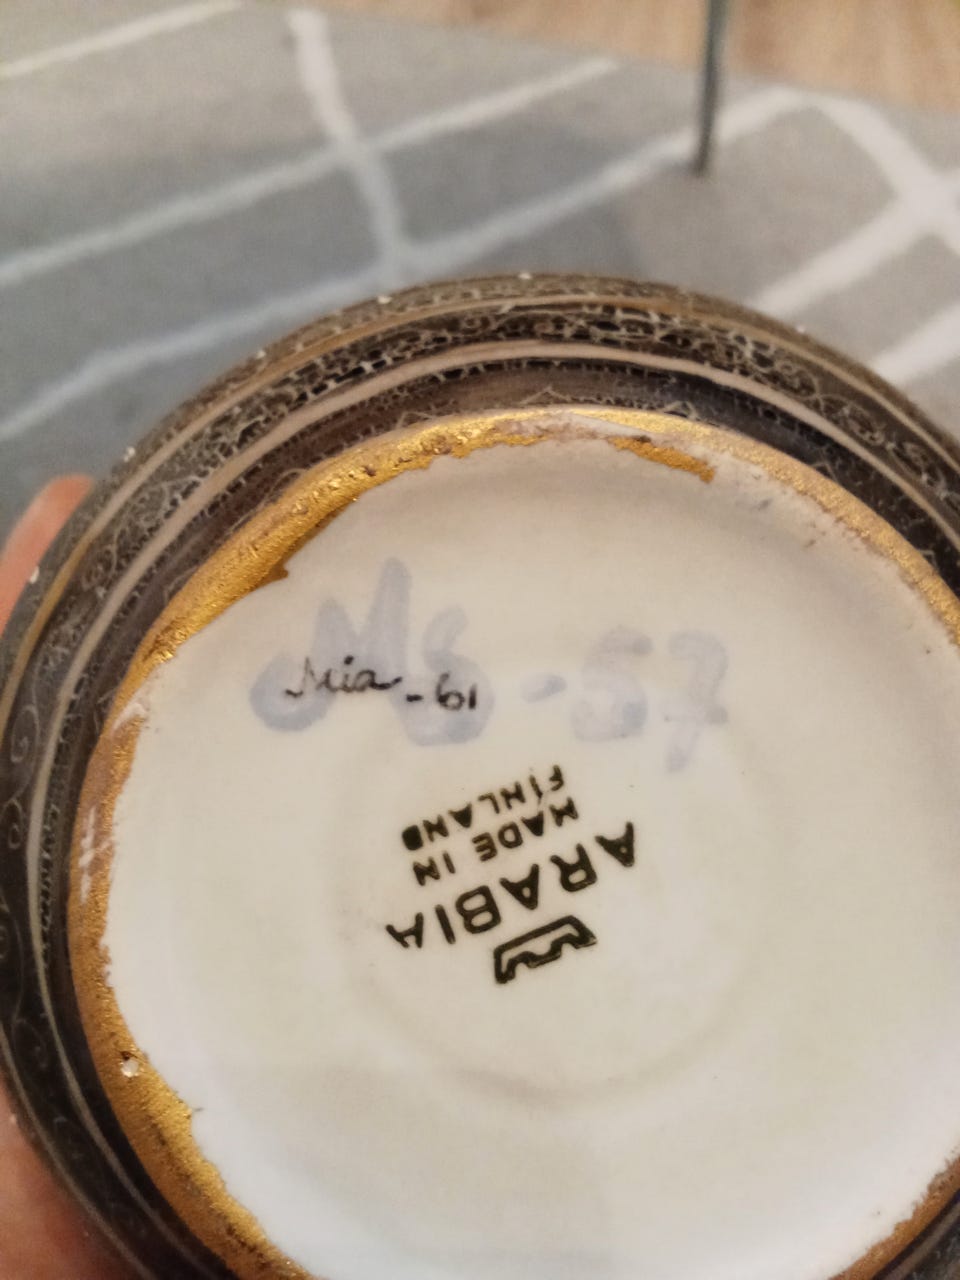 Ms-57
Mia -61
ARABIA
MADE IN
FINLAND